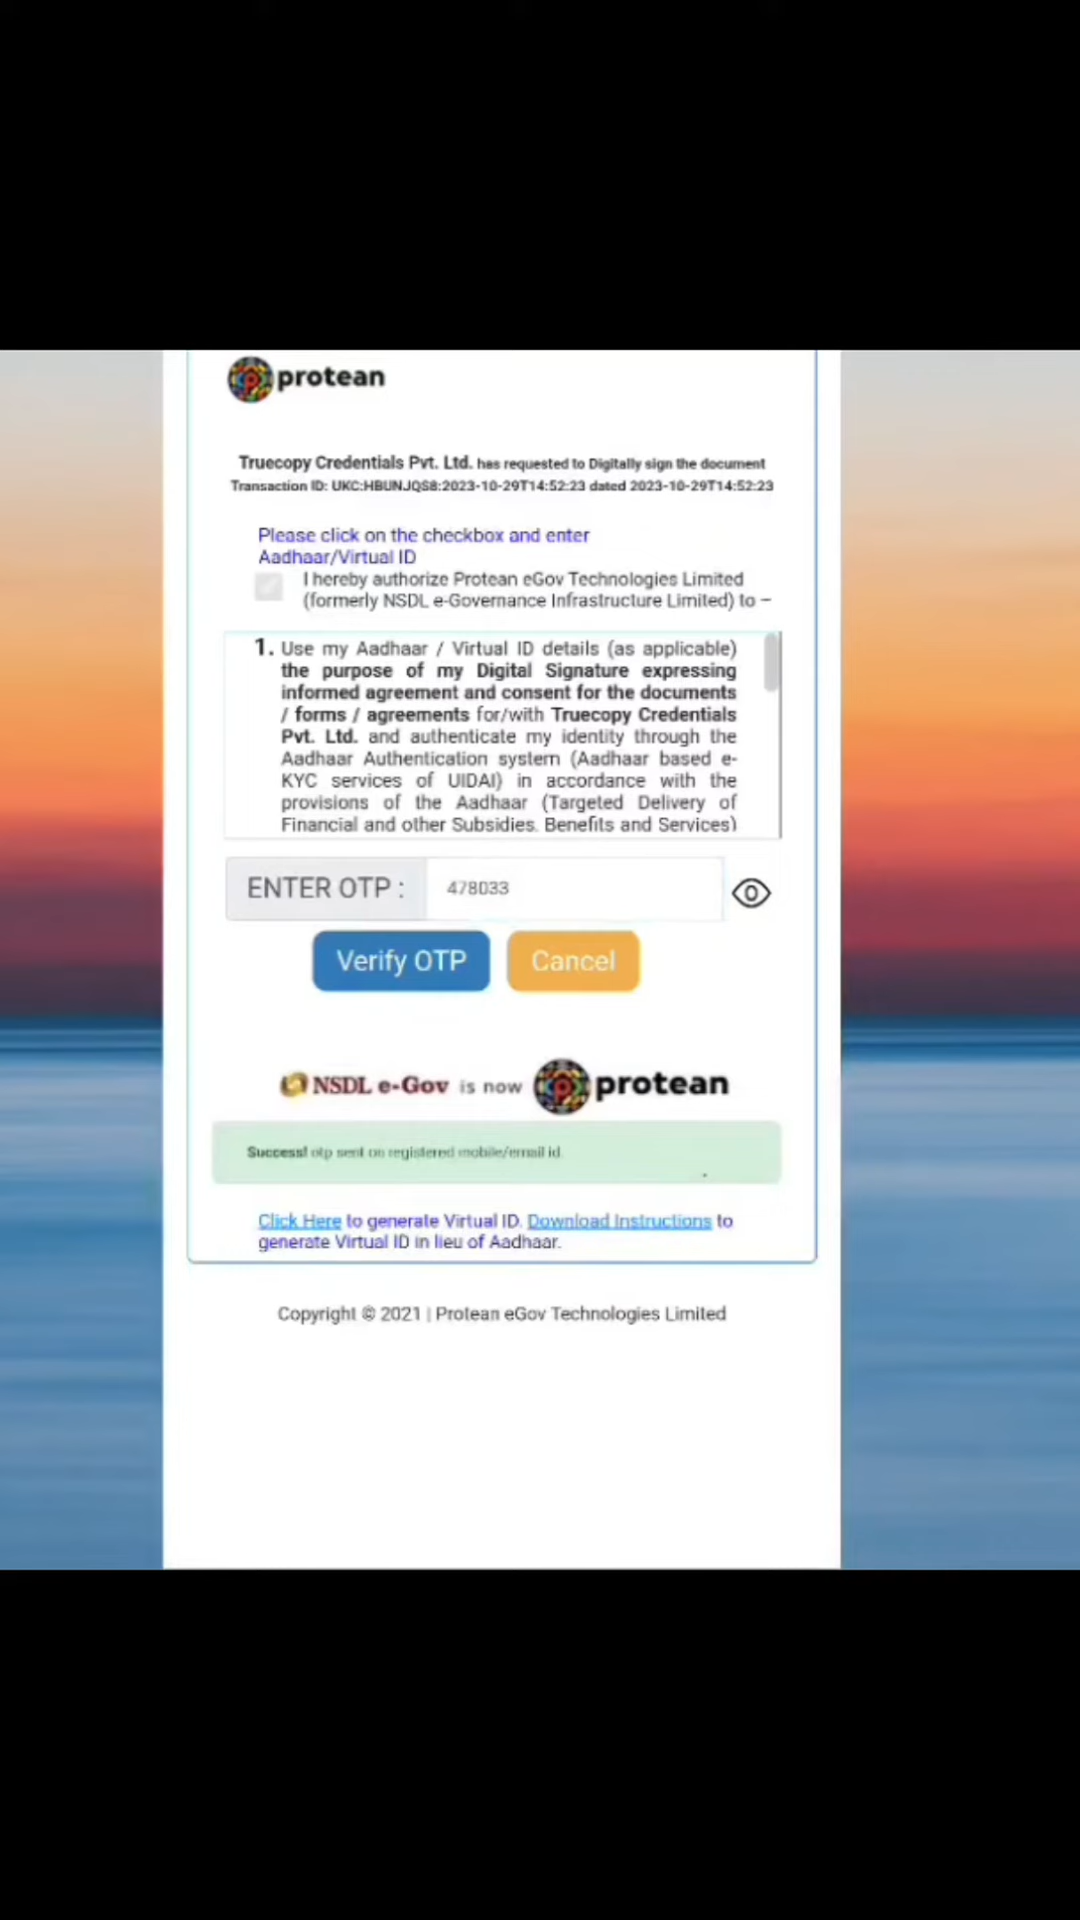 protean
Truecopy Credentials Pvt. Ltd. has requested to Digitally sign the document
Transaction ID: UKC:HBUNJQS8:2023-10-29T14:52:23 dated 2023-10-29T14:52:23
Please click on the checkbox and enter
Aadhaar/Virtual ID
I hereby authorize Protean eGov Technologies Limited
(formerly NSDL e-Governance Infrastructure Limited) to –
1. Use my Aadhaar / Virtual ID details (as applicable)
the purpose of my Digital Signature expressing
informed agreement and consent for the documents
/ forms / agreements for/with Truecopy Credentials
Pvt. Ltd. and authenticate my identity through the
Aadhaar Authentication system (Aadhaar based e-
KYC services of UIDAI) in accordance with the
provisions of the Aadhaar (Targeted Delivery of
Financial and other Subsidies, Benefits and Services)
ENTER OTP : 478033
Verify OTP Cancel
NSDL e-Gov is now protean
Success! otp sent on registered mobile/email id.
Click Here to generate Virtual ID. Download Instructions to
generate Virtual ID in lieu of Aadhaar.
Copyright © 2021 | Protean eGov Technologies Limited